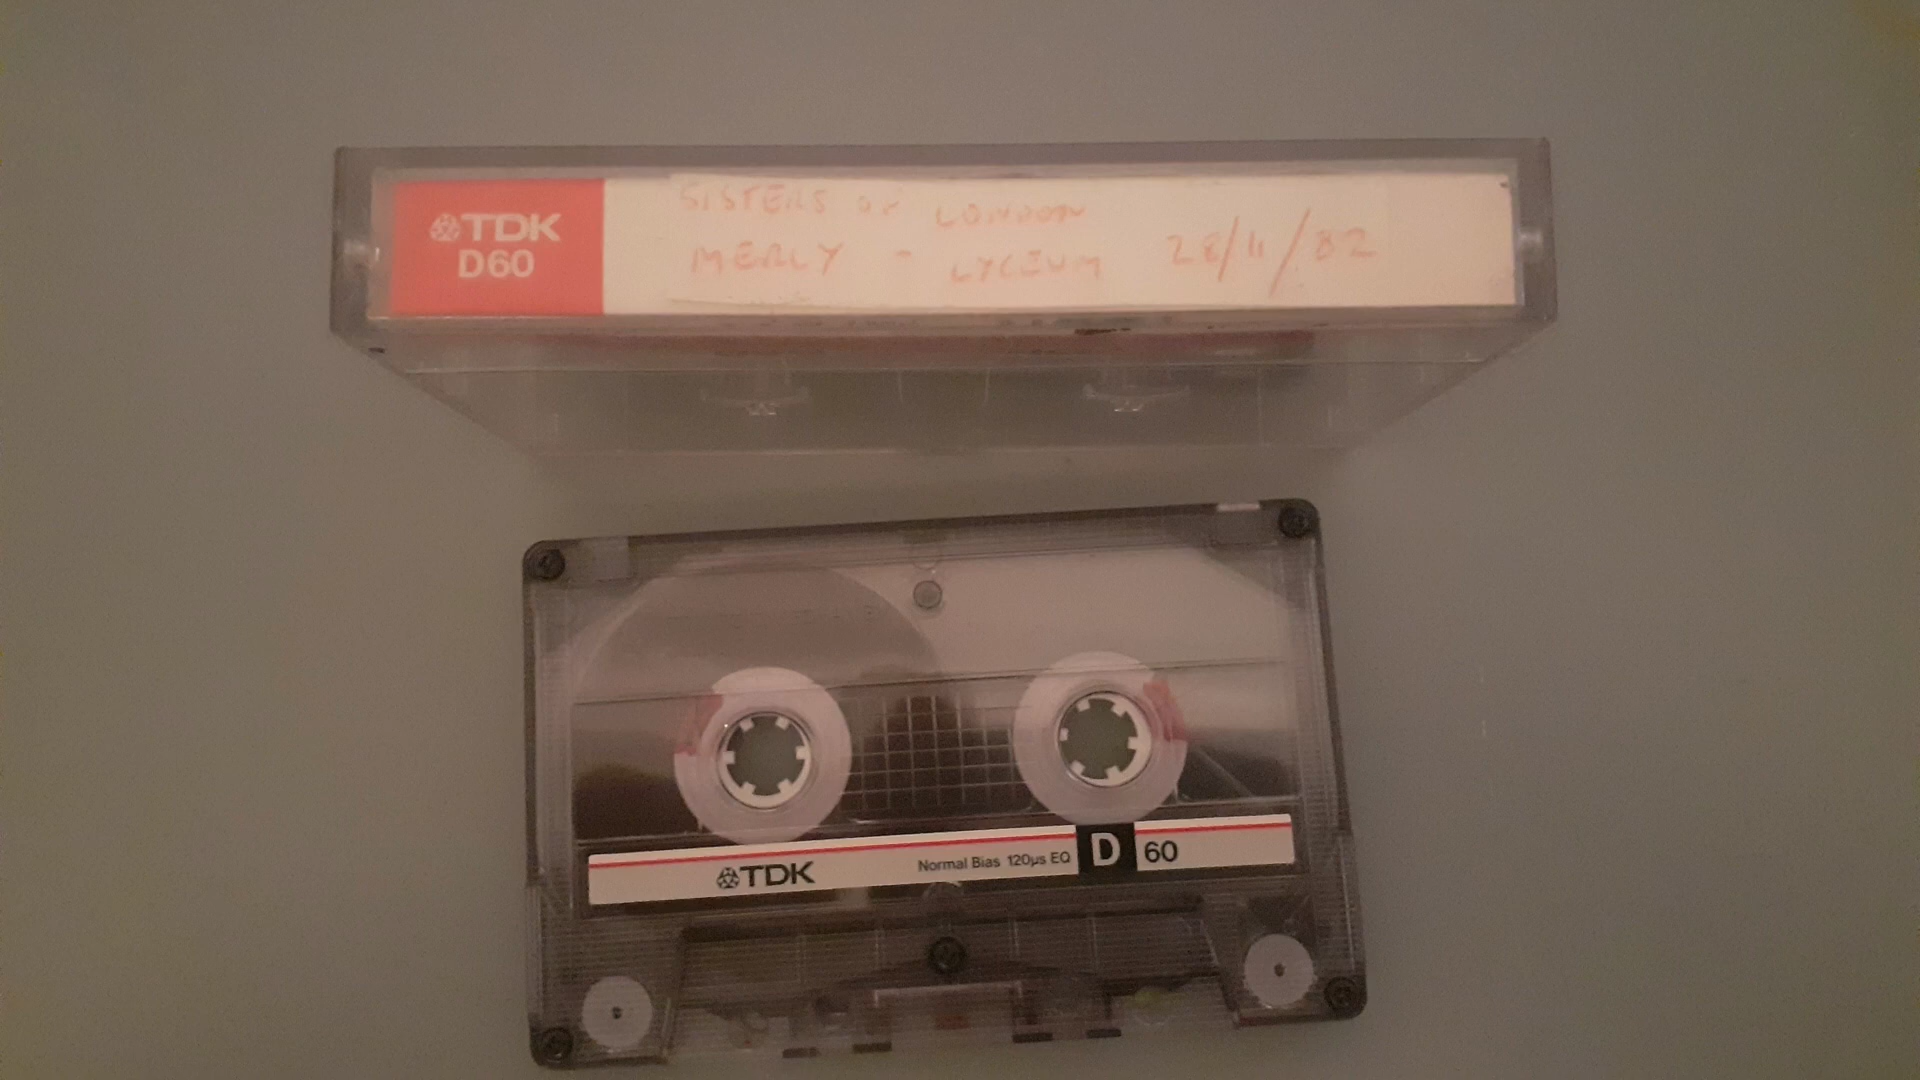 TDK
D60
SISTERS OF LONDON
MERCY - LYCEUM 28/11/82
TDK Normal Bias 120µs EQ D 60